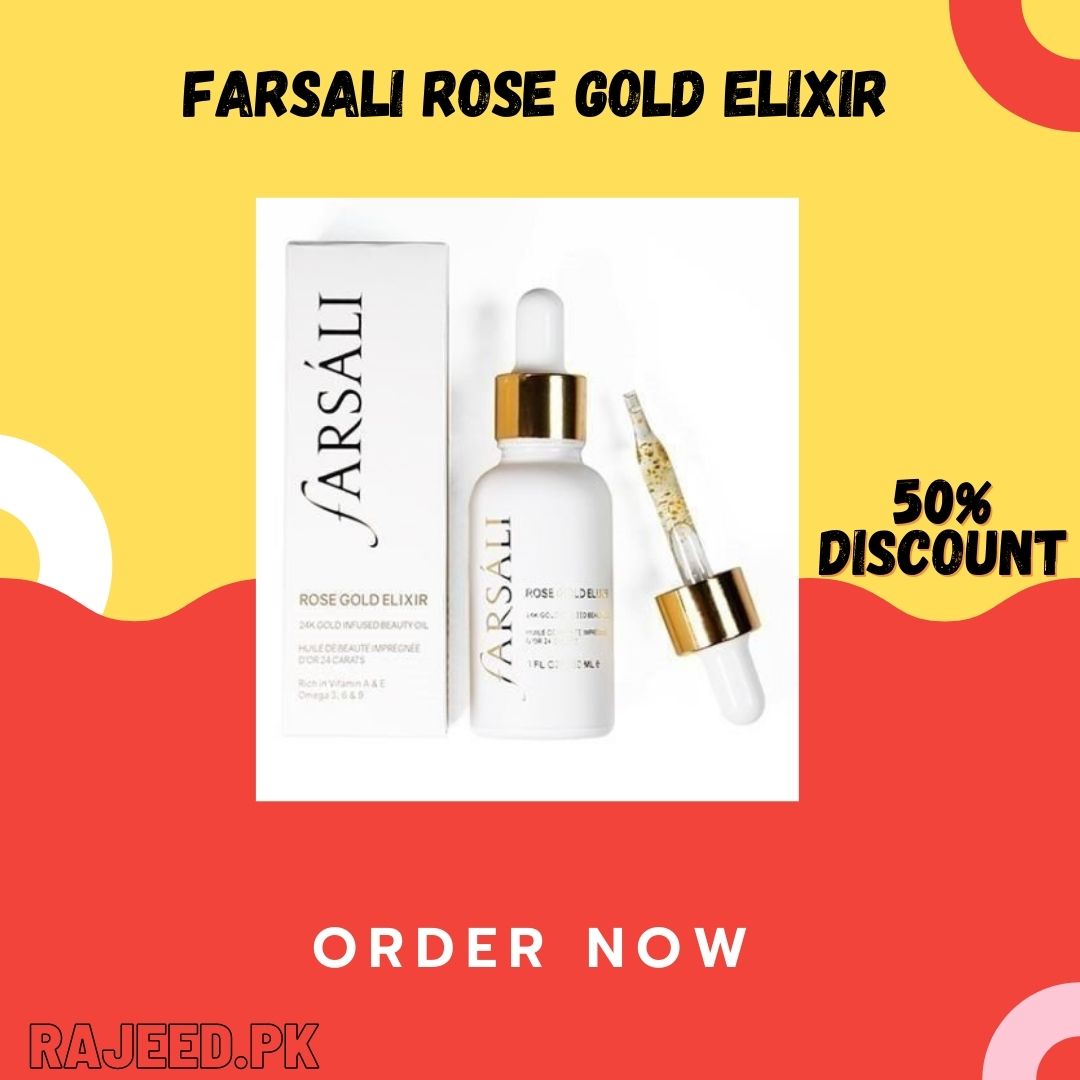 FARSALI ROSE GOLD ELIXIR
fARSÁLI
ROSE GOLD ELIXIR
24K GOLD INFUSED BEAUTY OIL
HUILE DE BEAUTE IMPREGNÉE
D'OR 24 CARATS
Rich in Vitamin A & E
Omega 3, 6 & 9
fARSÁLI
ROSE GOLD ELIXIR
50%
DISCOUNT
ORDER NOW
RAJEED.PK